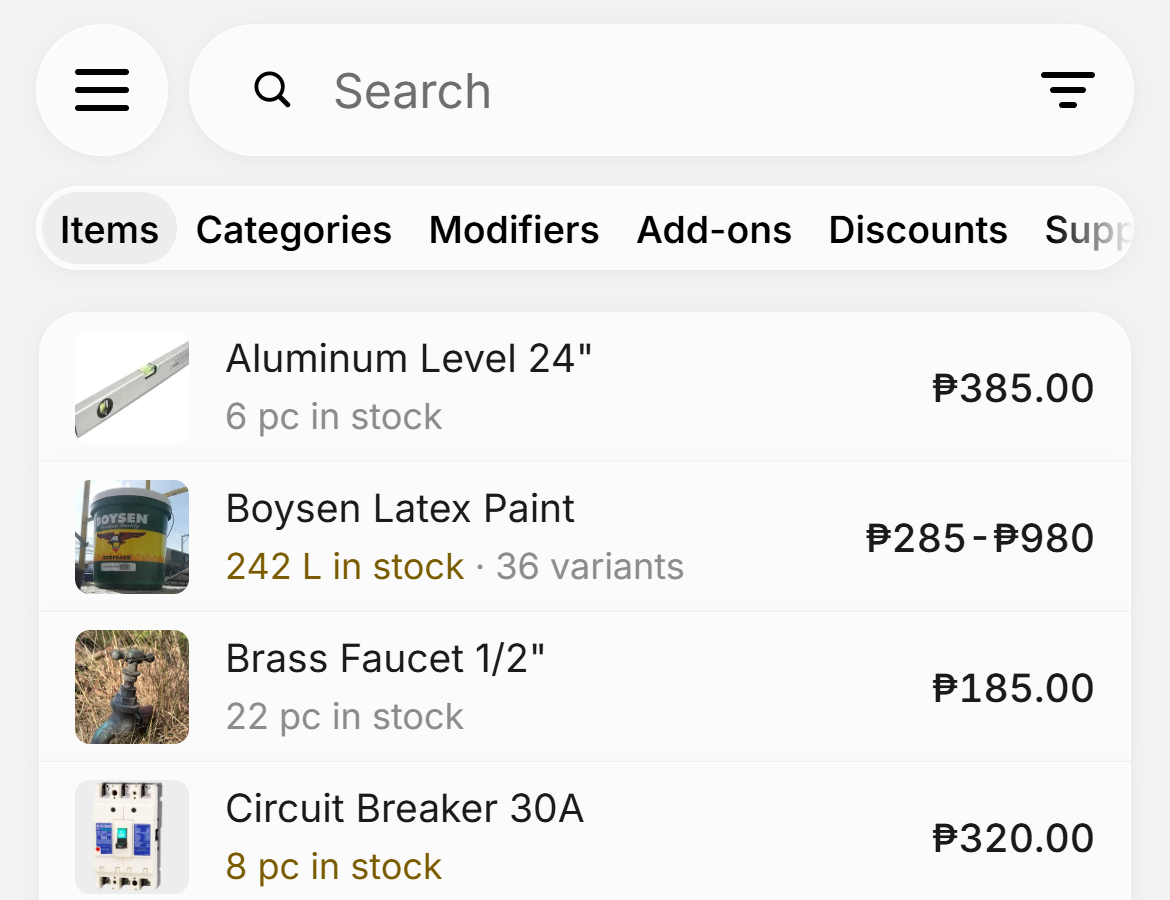 Search
Items Categories Modifiers Add-ons Discounts Supp
Aluminum Level 24"
6 pc in stock
₱385.00
BOYSEN
Boysen Latex Paint
242 L in stock · 36 variants
₱285-₱980
Brass Faucet 1/2"
22 pc in stock
₱185.00
Circuit Breaker 30A
8 pc in stock
₱320.00